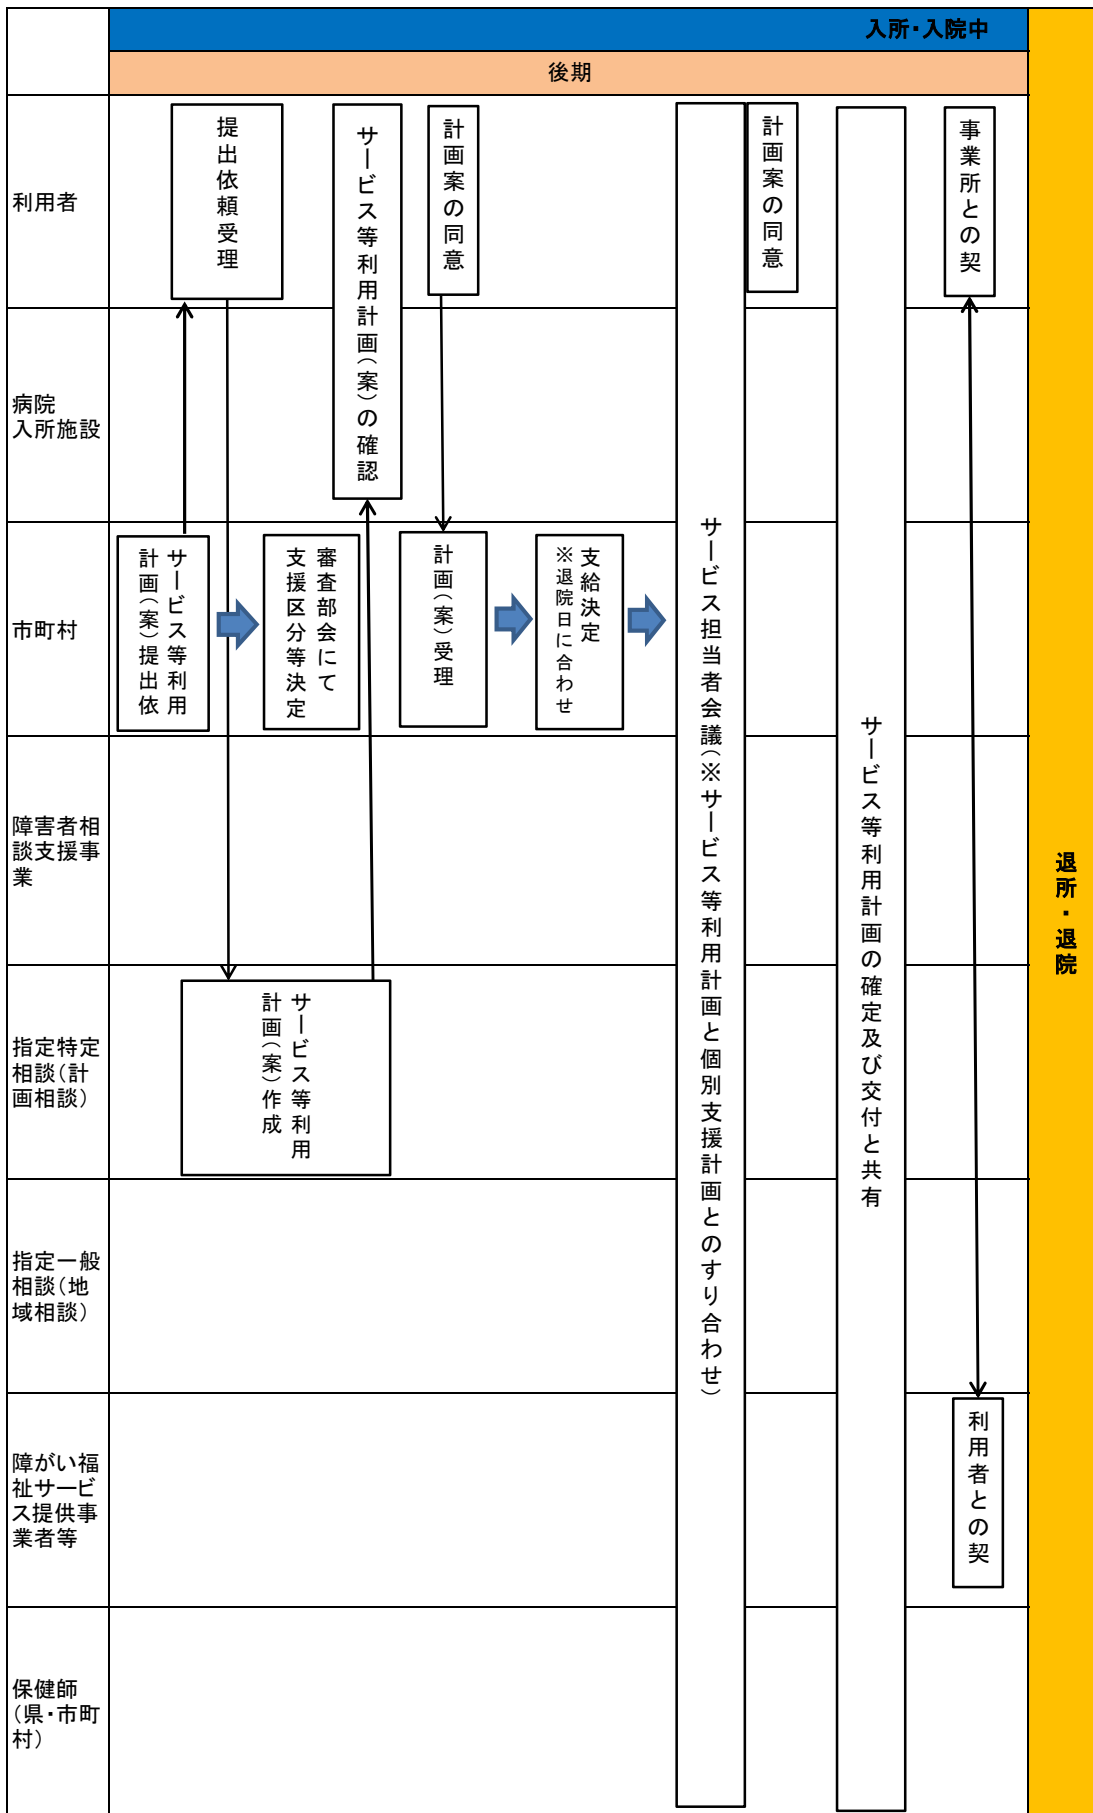 入所・入院中
後期
利用者
提出依頼受理
サービス等利用計画(案)の確認
計画案の同意
計画案の同意
事業所との契
病院
入所施設
市町村
サービス等利用
計画(案)提出依
審査部会にて
支援区分等決定
計画(案)受理
支給決定
※退院日に合わせ
サービス担当者会議(※サービス等利用計画と個別支援計画とのすり合わせ)
サービス等利用計画の確定及び交付と共有
障害者相
談支援事
業
指定特定
相談(計
画相談)
サービス等利用
計画(案)作成
指定一般
相談(地
域相談)
障がい福
祉サービ
ス提供事
業者等
利用者との契
保健師
(県・市町
村)
退所・退院